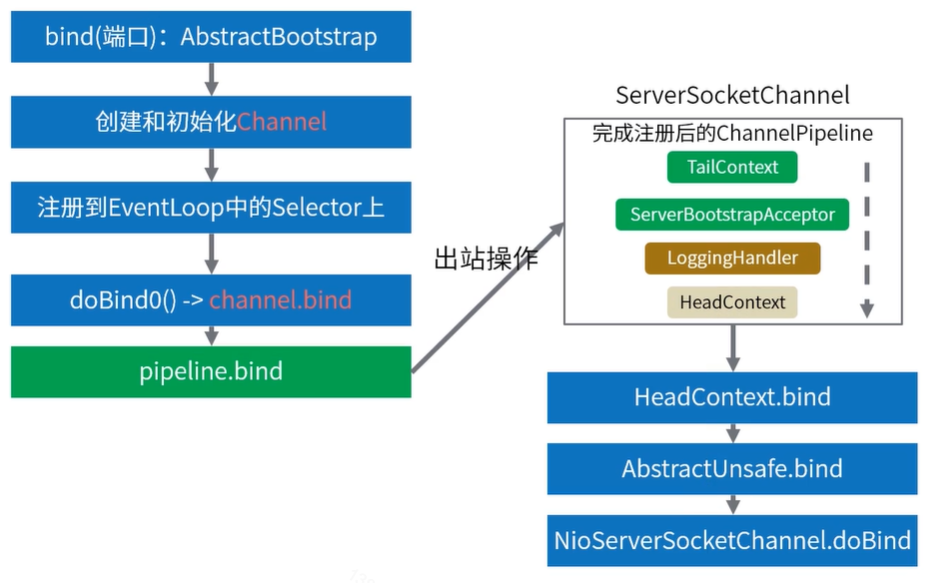 bind(端口)：AbstractBootstrap
创建和初始化Channel
注册到EventLoop中的Selector上
doBind0() -> channel.bind
pipeline.bind
出站操作
ServerSocketChannel
完成注册后的ChannelPipeline
TailContext
ServerBootstrapAcceptor
LoggingHandler
HeadContext
HeadContext.bind
AbstractUnsafe.bind
NioServerSocketChannel.doBind